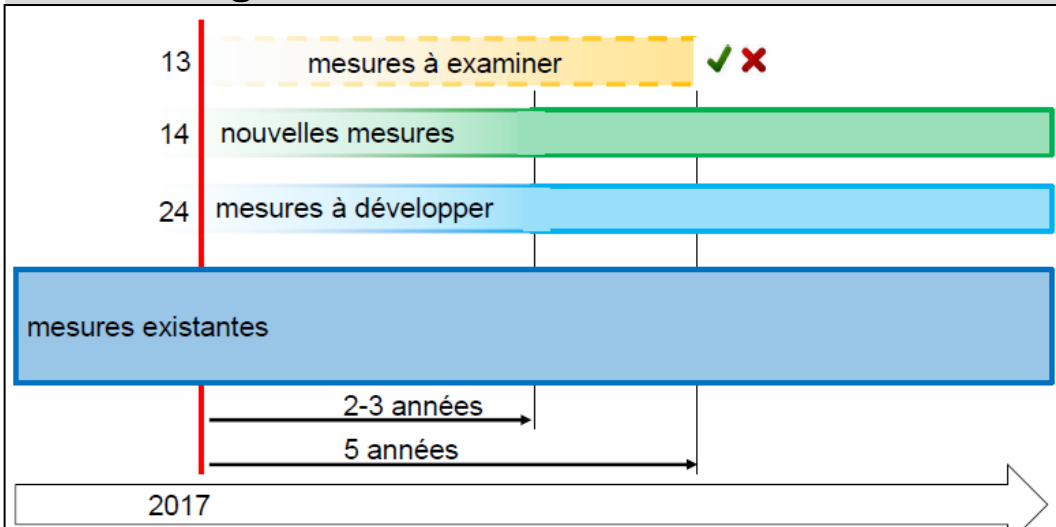 13 mesures à examiner
14 nouvelles mesures
24 mesures à développer
mesures existantes
2-3 années
5 années
2017